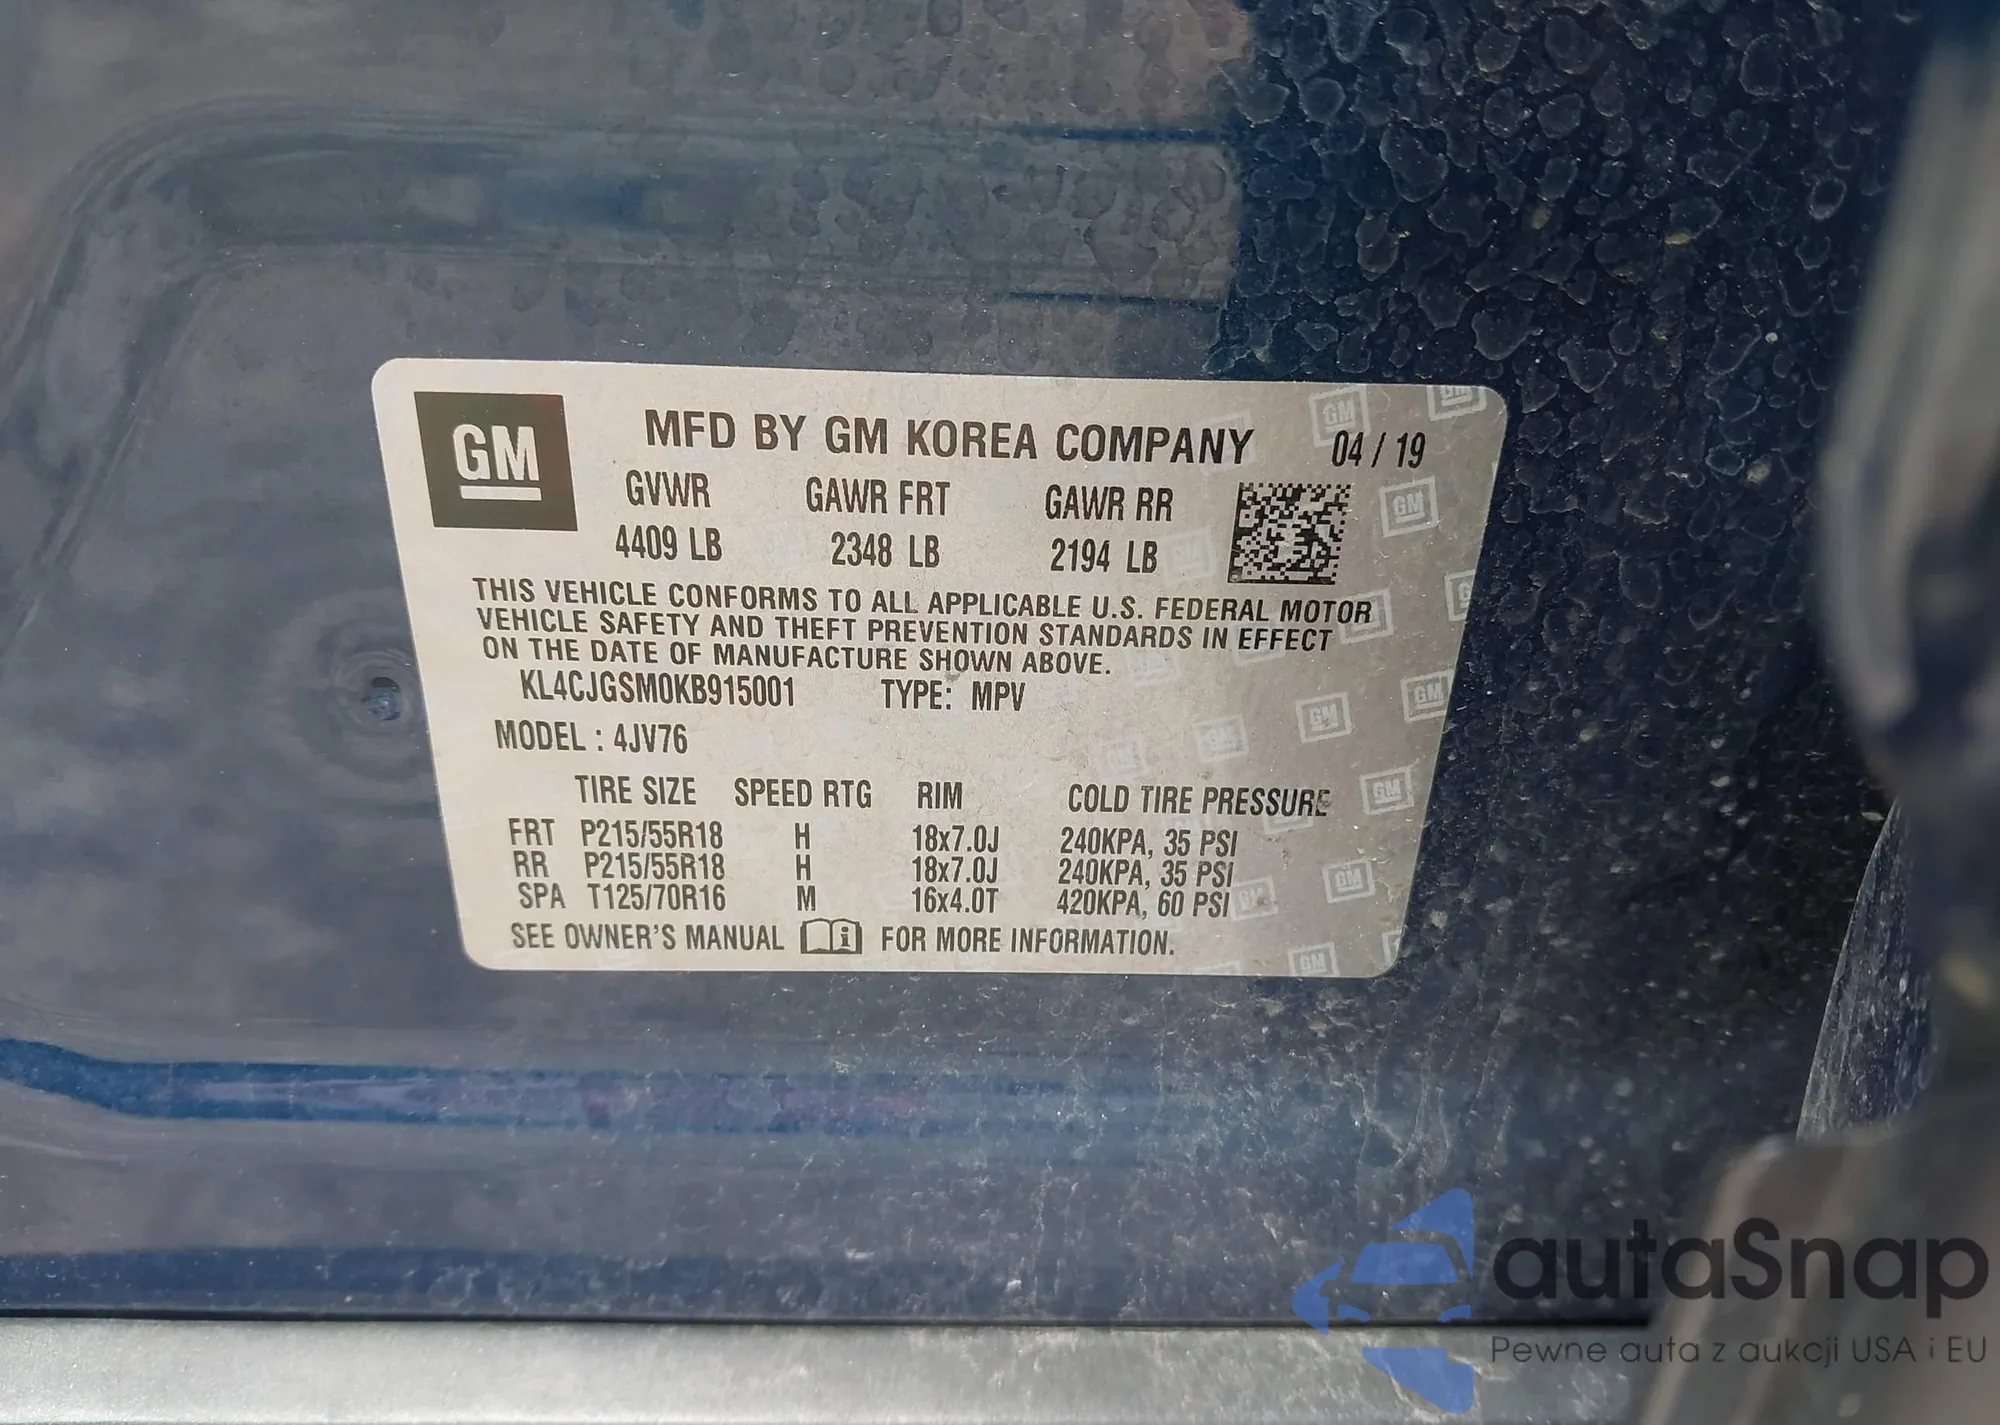 GM
MFD BY GM KOREA COMPANY 04 / 19
GVWR GAWR FRT GAWR RR
4409 LB 2348 LB 2194 LB
THIS VEHICLE CONFORMS TO ALL APPLICABLE U.S. FEDERAL MOTOR
VEHICLE SAFETY AND THEFT PREVENTION STANDARDS IN EFFECT
ON THE DATE OF MANUFACTURE SHOWN ABOVE.
KL4CJGSM0KB915001 TYPE: MPV
MODEL : 4JV76
TIRE SIZE SPEED RTG RIM COLD TIRE PRESSURE
FRT P215/55R18 H 18x7.0J 240KPA, 35 PSI
RR P215/55R18 H 18x7.0J 240KPA, 35 PSI
SPA T125/70R16 M 16x4.0T 420KPA, 60 PSI
SEE OWNER'S MANUAL FOR MORE INFORMATION.
autaSnap
Pewne auta z aukcji USA i EU